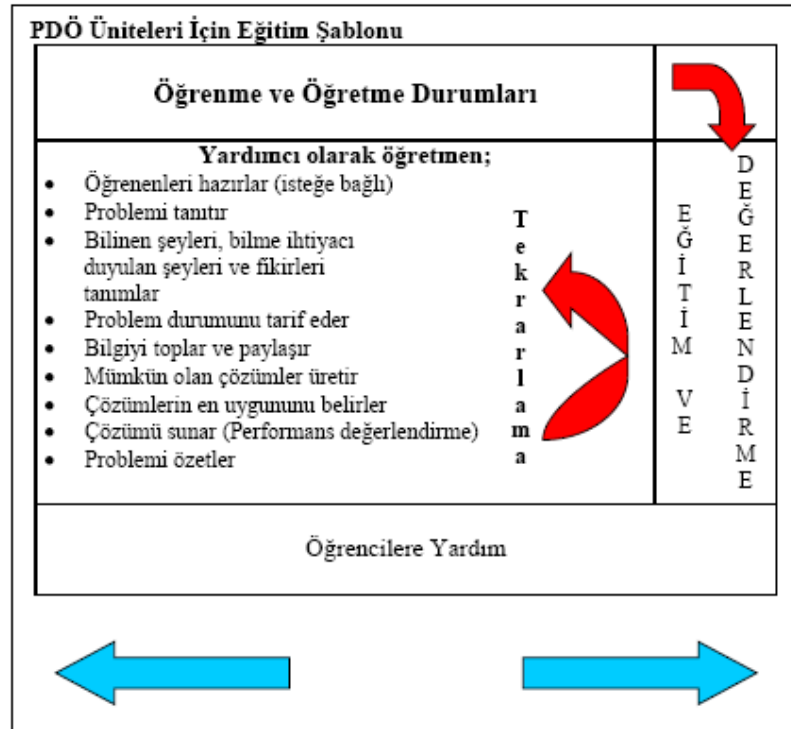 PDÖ Üniteleri İçin Eğitim Şablonu
Öğrenme ve Öğretme Durumları
Yardımcı olarak öğretmen;
• Öğrenenleri hazırlar (isteğe bağlı)
• Problemi tanıtır
• Bilinen şeyleri, bilme ihtiyacı
duyulan şeyleri ve fikirleri
tanımlar
• Problem durumunu tarif eder
• Bilgiyi toplar ve paylaşır
• Mümkün olan çözümler üretir
• Çözümlerin en uygununu belirler
• Çözümü sunar (Performans değerlendirme)
• Problemi özetler
Tekrarlama
EĞİTİM VE
DEĞERLENDİRME
Öğrencilere Yardım